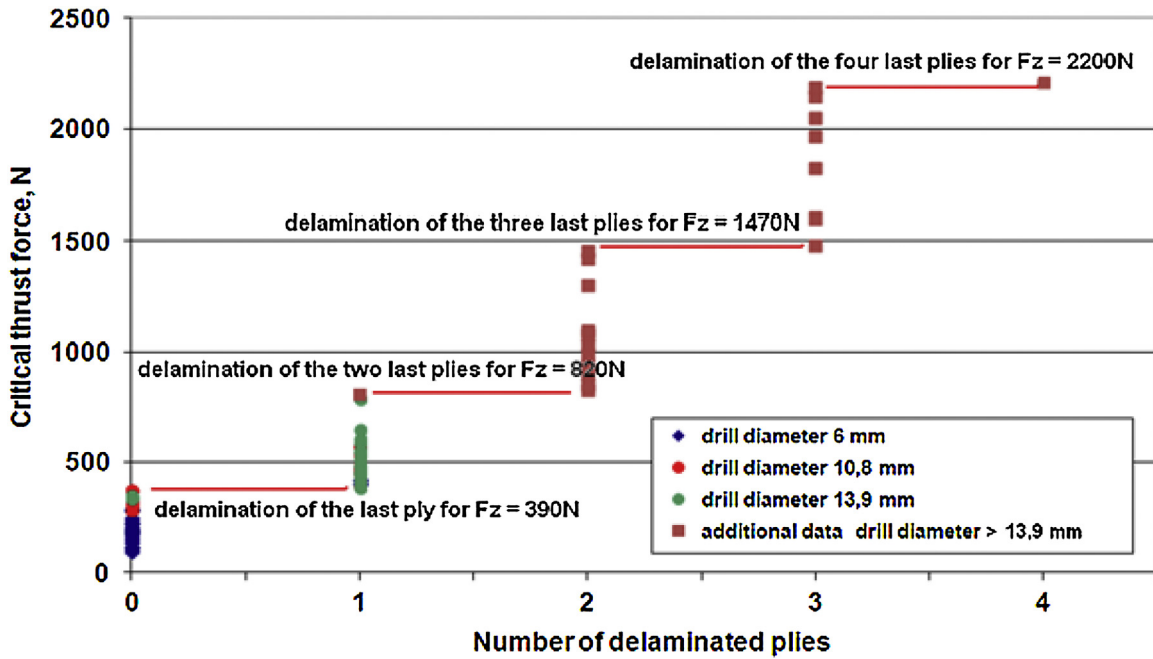 2500
delamination of the four last plies for Fz = 2200N
2000
delamination of the three last plies for Fz = 1470N
1500
1000
delamination of the two last plies for Fz = 820N
drill diameter 6 mm
500
drill diameter 10,8 mm
drill diameter 13,9 mm
delamination of the last ply for Fz = 390N
additional data drill diameter > 13,9 mm
0
0 1 2 3 4
Number of delaminated plies
Critical thrust force, N